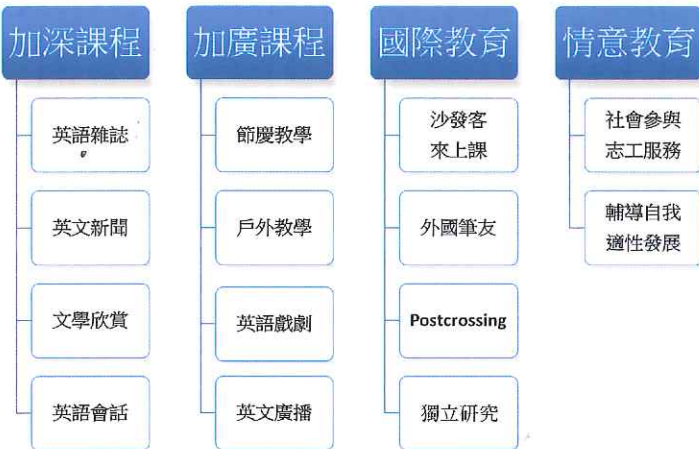 加深課程
英語雜誌
英文新聞
文學欣賞
英語會話
加廣課程
節慶教學
戶外教學
英語戲劇
英文廣播
國際教育
沙發客
來上課
外國筆友
Postcrossing
獨立研究
情意教育
社會參與
志工服務
輔導自我
適性發展